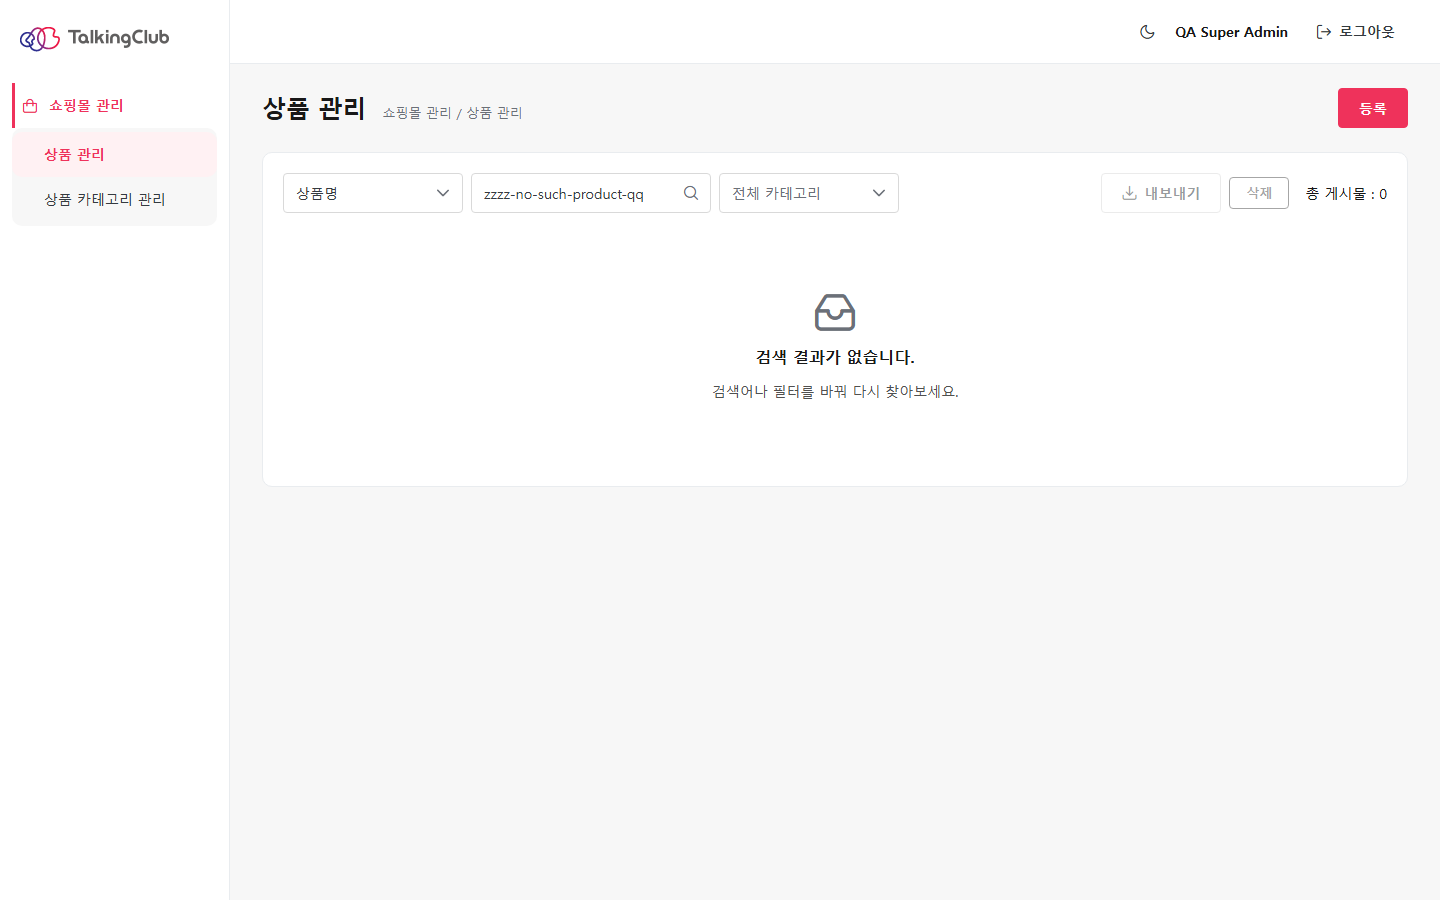 TalkingClub
QA Super Admin
로그아웃
쇼핑몰 관리
상품 관리
상품 카테고리 관리
상품 관리
쇼핑몰 관리 / 상품 관리
등록
상품명
zzzz-no-such-product-qq
전체 카테고리
내보내기
삭제
총 게시물 : 0
검색 결과가 없습니다.
검색어나 필터를 바꿔 다시 찾아보세요.